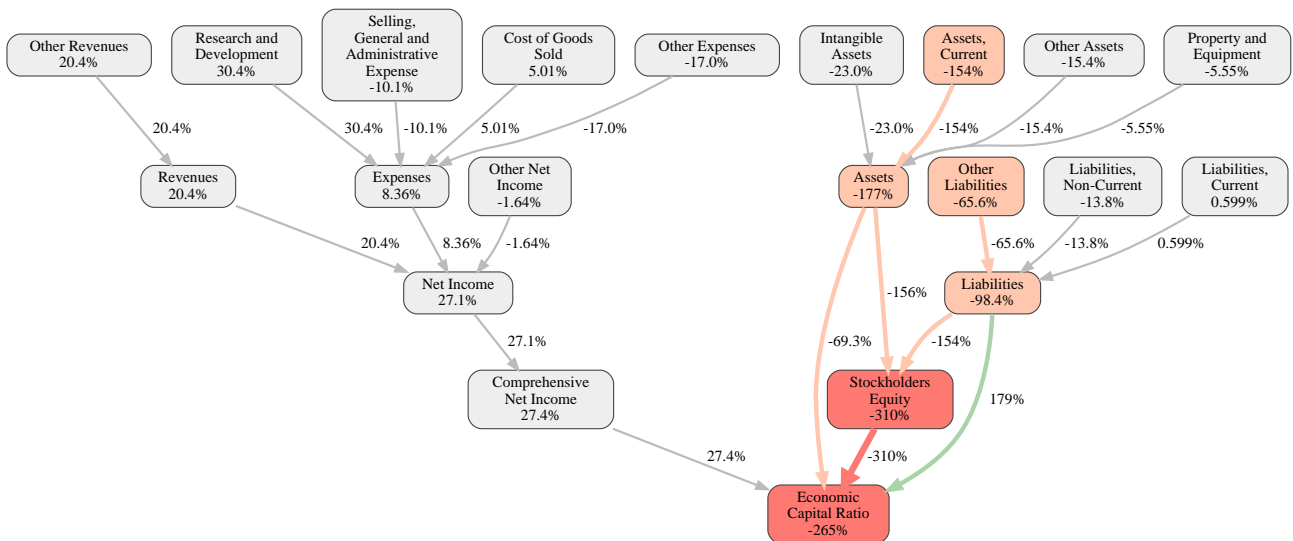 Other Revenues
20.4%
Research and
Development
30.4%
Selling,
General and
Administrative
Expense
-10.1%
Cost of Goods
Sold
5.01%
Other Expenses
-17.0%
Intangible
Assets
-23.0%
Assets,
Current
-154%
Other Assets
-15.4%
Property and
Equipment
-5.55%
20.4%
30.4%
-10.1%
5.01%
-17.0%
-23.0%
-154%
-15.4%
-5.55%
Revenues
20.4%
Expenses
8.36%
Other Net
Income
-1.64%
Assets
-177%
Other
Liabilities
-65.6%
Liabilities,
Non-Current
-13.8%
Liabilities,
Current
0.599%
20.4%
8.36%
-1.64%
-65.6%
-13.8%
0.599%
Net Income
27.1%
-156%
Liabilities
-98.4%
27.1%
-69.3%
-154%
Comprehensive
Net Income
27.4%
Stockholders
Equity
-310%
179%
27.4%
-310%
Economic
Capital Ratio
-265%